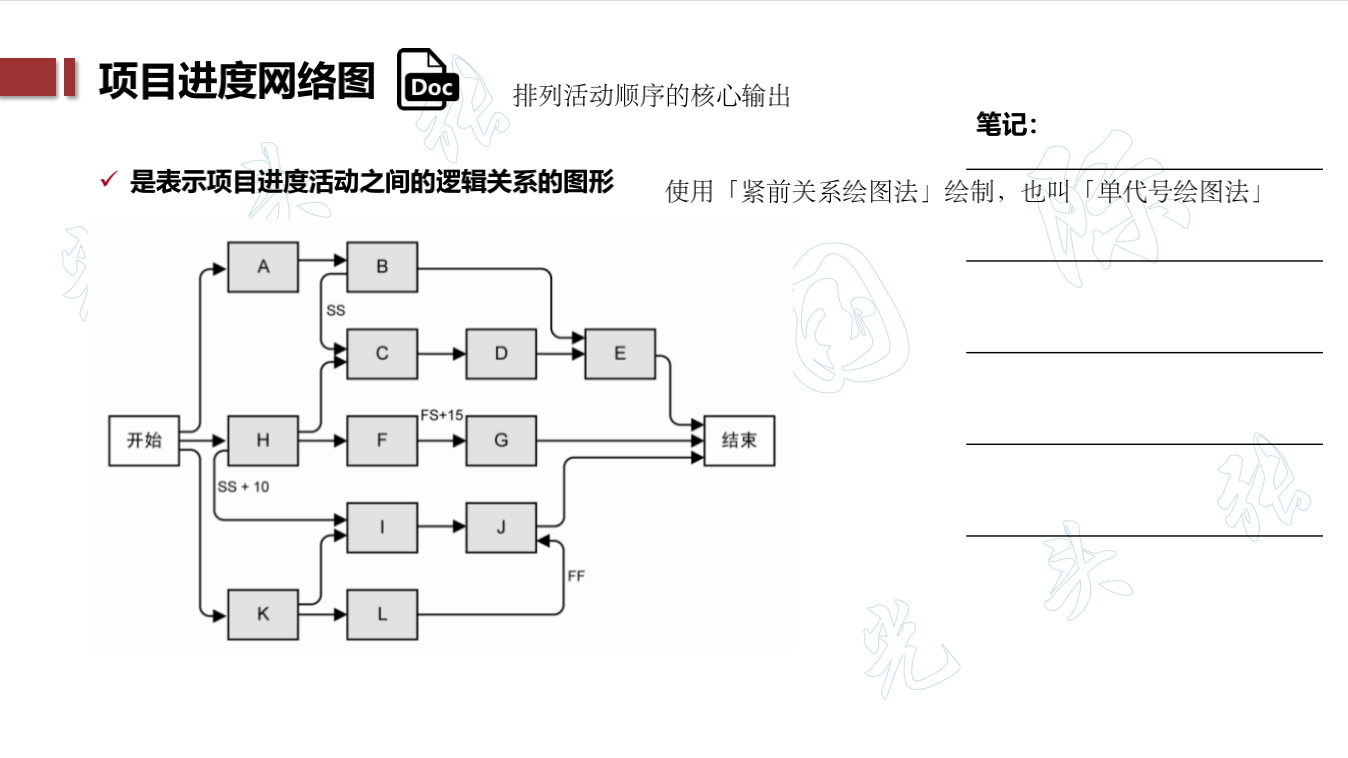 项目进度网络图
Doc
排列活动顺序的核心输出
笔记：
✓ 是表示项目进度活动之间的逻辑关系的图形
使用「紧前关系绘图法」绘制，也叫「单代号绘图法」
A
B
SS
C
D
E
FS+15
开始
H
F
G
结束
SS + 10
I
J
FF
K
L